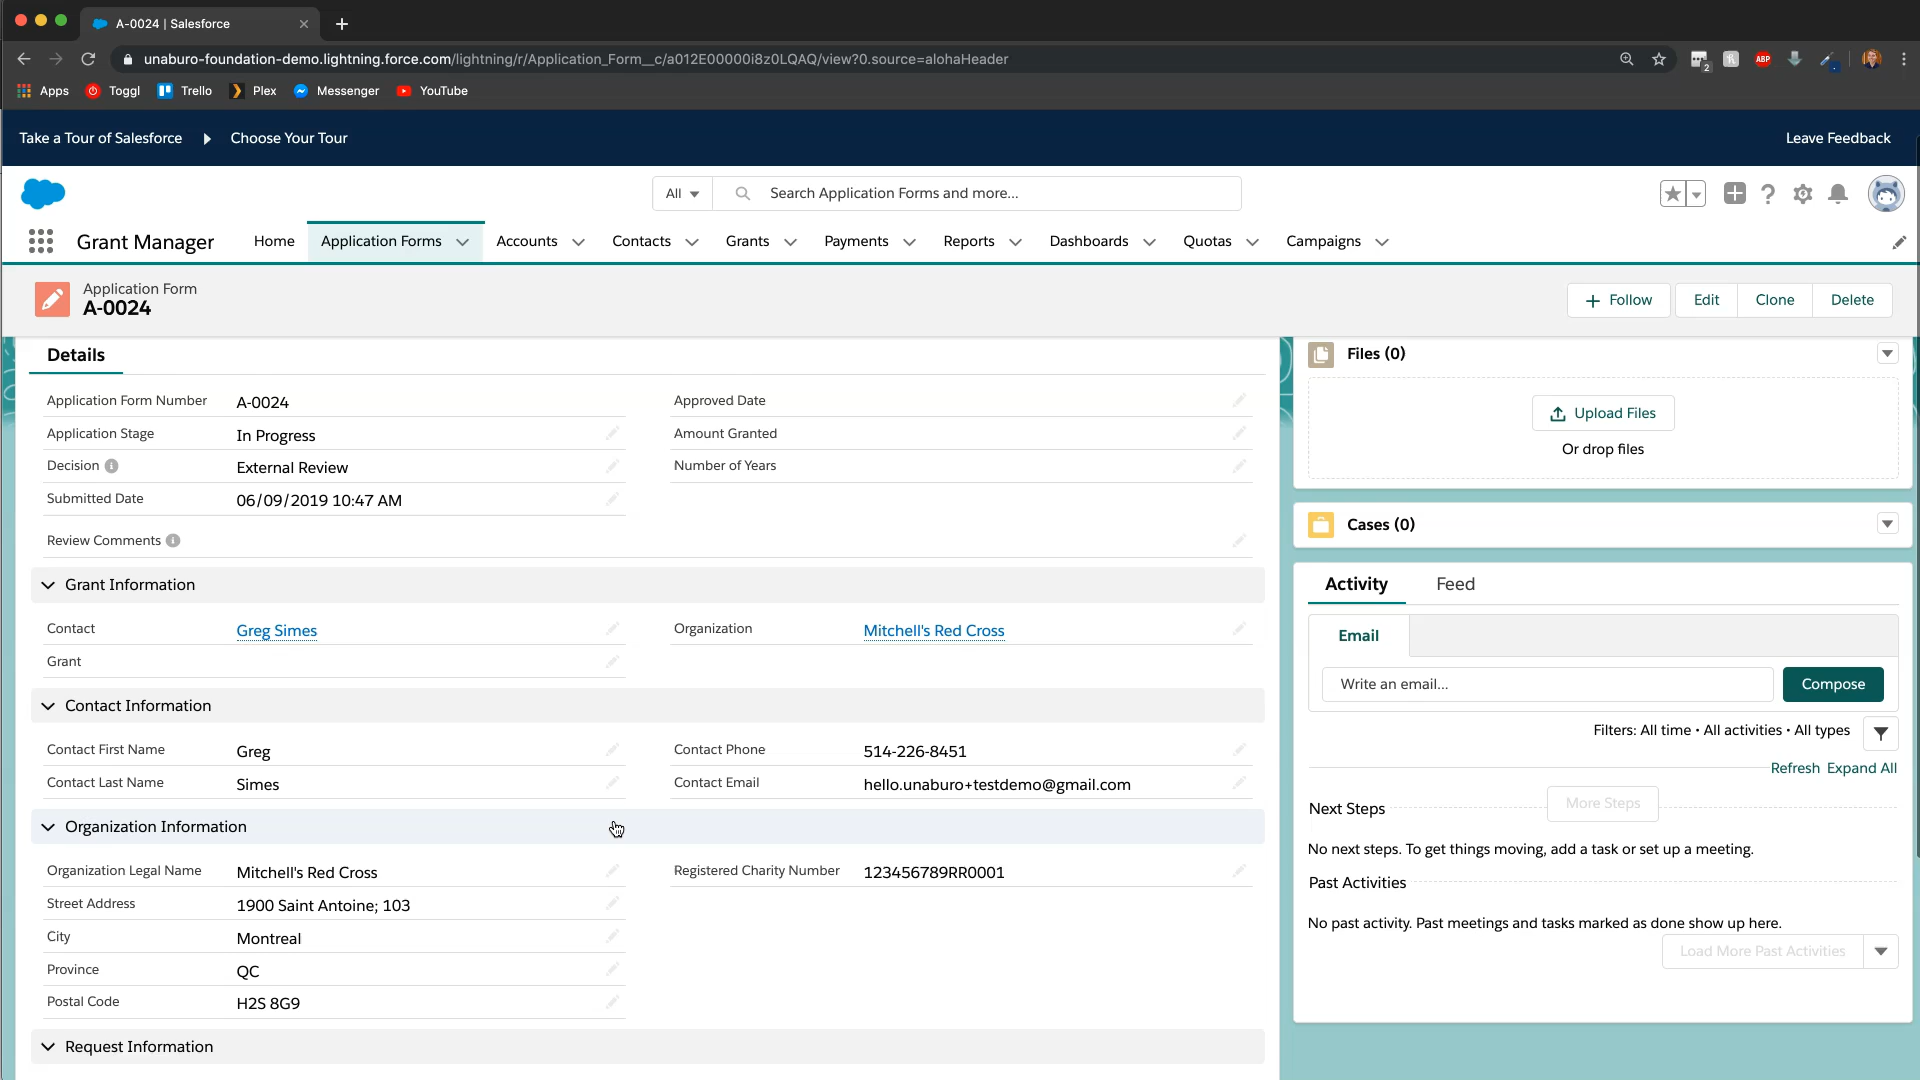 A-0024 | Salesforce
unaburo-foundation-demo.lightning.force.com/lightning/r/Application_Form__c/a012E00000i8z0LQAQ/view?0.source=alohaHeader
2
ABP
Apps Toggl Trello Plex Messenger YouTube
Take a Tour of Salesforce Choose Your Tour Leave Feedback
All Search Application Forms and more...
Grant Manager Home Application Forms Accounts Contacts Grants Payments Reports Dashboards Quotas Campaigns
Application Form
A-0024
Follow Edit Clone Delete
Details
Application Form Number A-0024 Approved Date
Application Stage In Progress Amount Granted
Decision External Review Number of Years
Submitted Date 06/09/2019 10:47 AM
Review Comments
Grant Information
Contact Greg Simes Organization Mitchell's Red Cross
Grant
Contact Information
Contact First Name Greg Contact Phone 514-226-8451
Contact Last Name Simes Contact Email hello.unaburo+testdemo@gmail.com
Organization Information
Organization Legal Name Mitchell's Red Cross Registered Charity Number 123456789RR0001
Street Address 1900 Saint Antoine; 103
City Montreal
Province QC
Postal Code H2S 8G9
Request Information
Files (0)
Upload Files
Or drop files
Cases (0)
Activity Feed
Email
Write an email... Compose
Filters: All time • All activities • All types
Refresh Expand All
Next Steps More Steps
No next steps. To get things moving, add a task or set up a meeting.
Past Activities
No past activity. Past meetings and tasks marked as done show up here.
Load More Past Activities